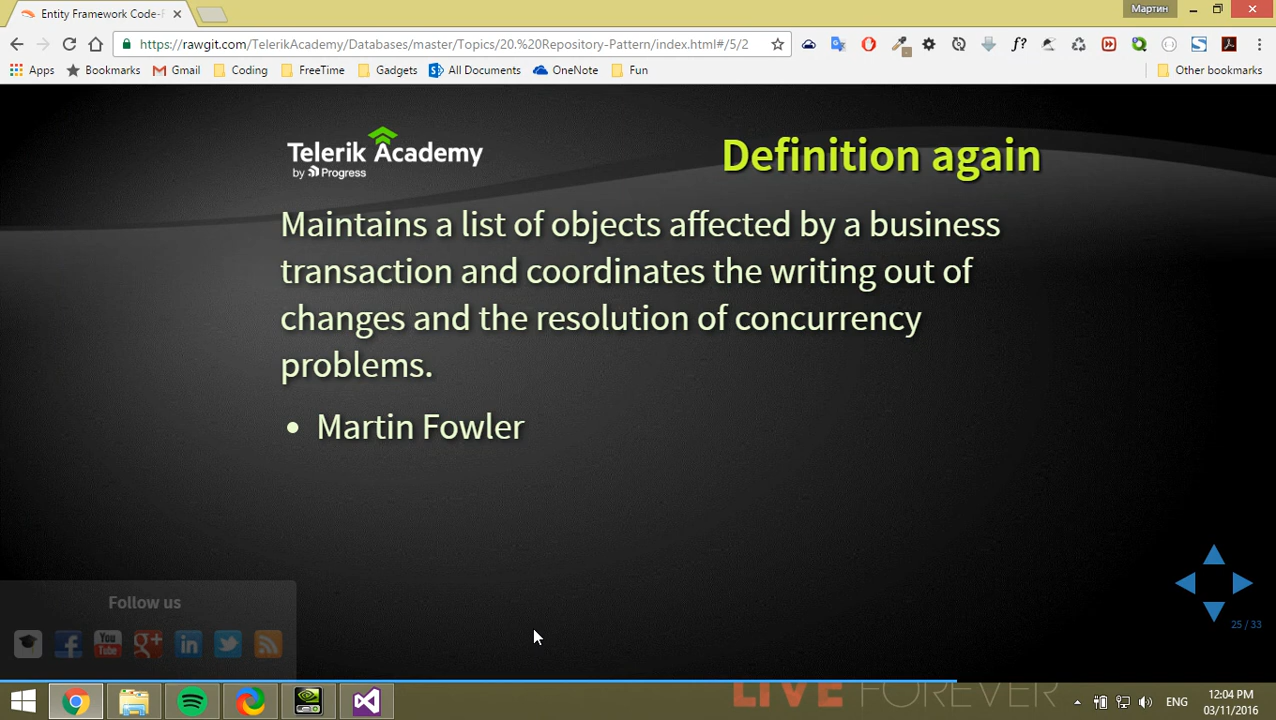 Entity Framework Code-F
Мартин
https://rawgit.com/TelerikAcademy/Databases/master/Topics/20.%20Repository-Pattern/index.html#/5/2
Apps
Bookmarks
Gmail
Coding
FreeTime
Gadgets
All Documents
OneNote
Fun
Other bookmarks
Telerik Academy
by Progress
Definition again
Maintains a list of objects affected by a business
transaction and coordinates the writing out of
changes and the resolution of concurrency
problems.
• Martin Fowler
Follow us
25 / 33
LIVE FOREVER
ENG
12:04 PM
03/11/2016